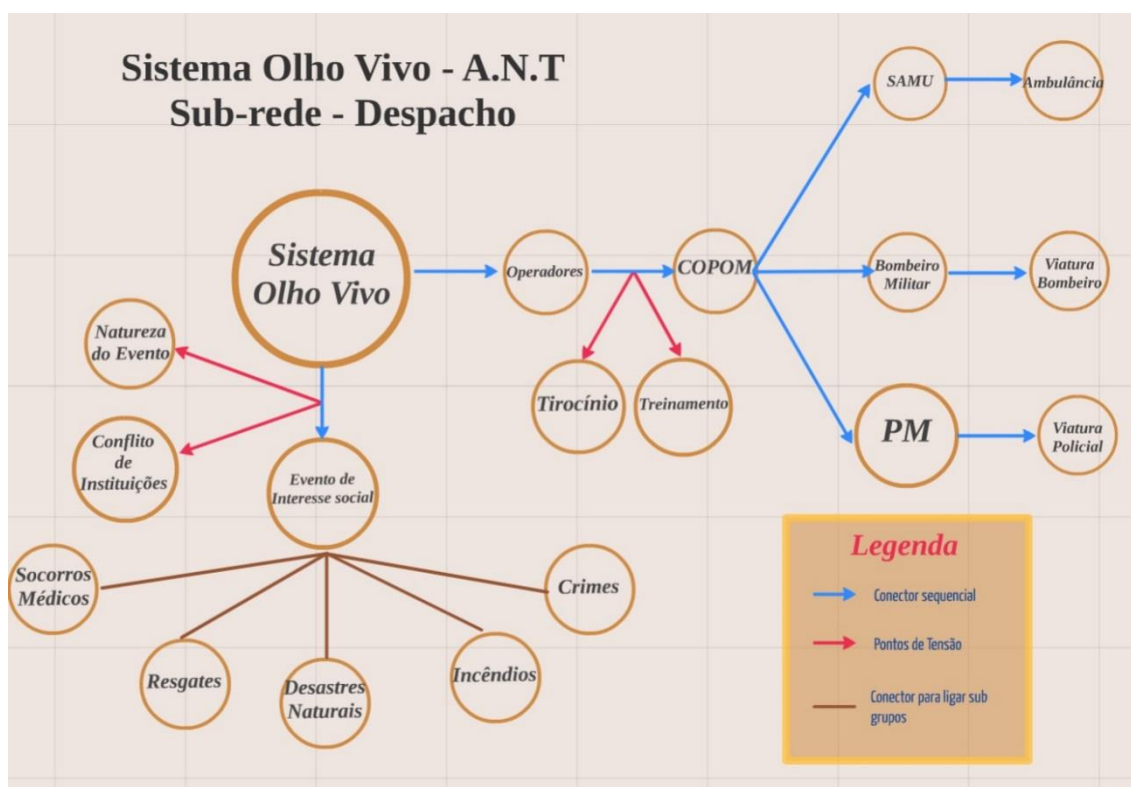 Sistema Olho Vivo - A.N.T
Sub-rede - Despacho
SAMU
Ambulância
Sistema
Olho Vivo
Operadores
COPOM
Bombeiro
Militar
Viatura
Bombeiro
Natureza
do Evento
Tirocínio
Treinamento
PM
Viatura
Policial
Conflito
de
Instituições
Evento de
Interesse social
Socorros
Médicos
Resgates
Desastres
Naturais
Incêndios
Crimes
Legenda
Conector sequencial
Pontos de Tensão
Conector para ligar sub
grupos